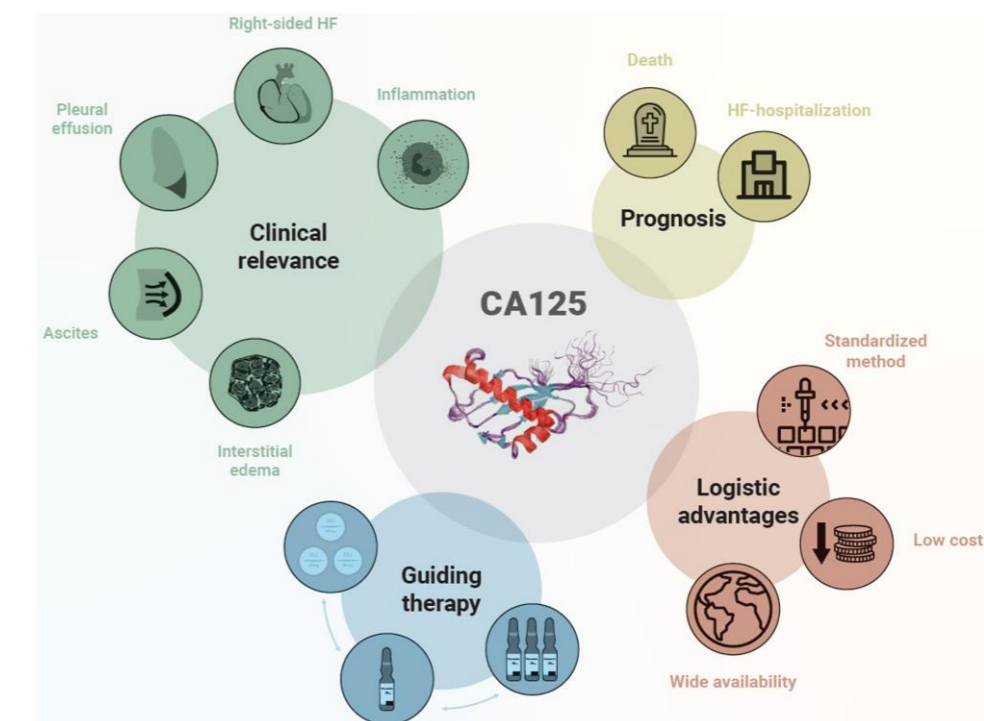 Right-sided HF
Inflammation
Pleural
effusion
Clinical
relevance
Ascites
Interstitial
edema
Death
HF-hospitalization
Prognosis
CA125
Standardized
method
Logistic
advantages
Low cost
Wide availability
Guiding
therapy